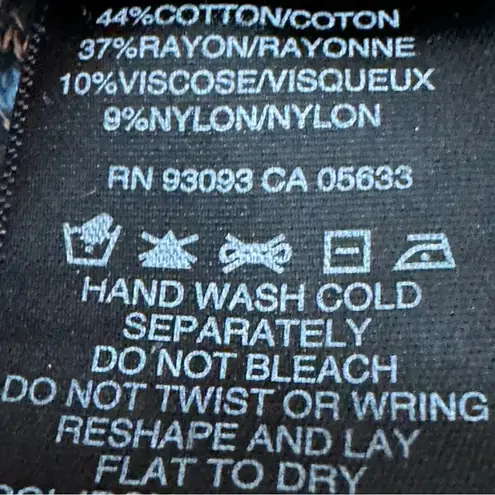 44%COTTON/COTON
37%RAYON/RAYONNE
10%VISCOSE/VISQUEUX
9%NYLON/NYLON
RN 93093 CA 05633
HAND WASH COLD
SEPARATELY
DO NOT BLEACH
DO NOT TWIST OR WRING
RESHAPE AND LAY
FLAT TO DRY